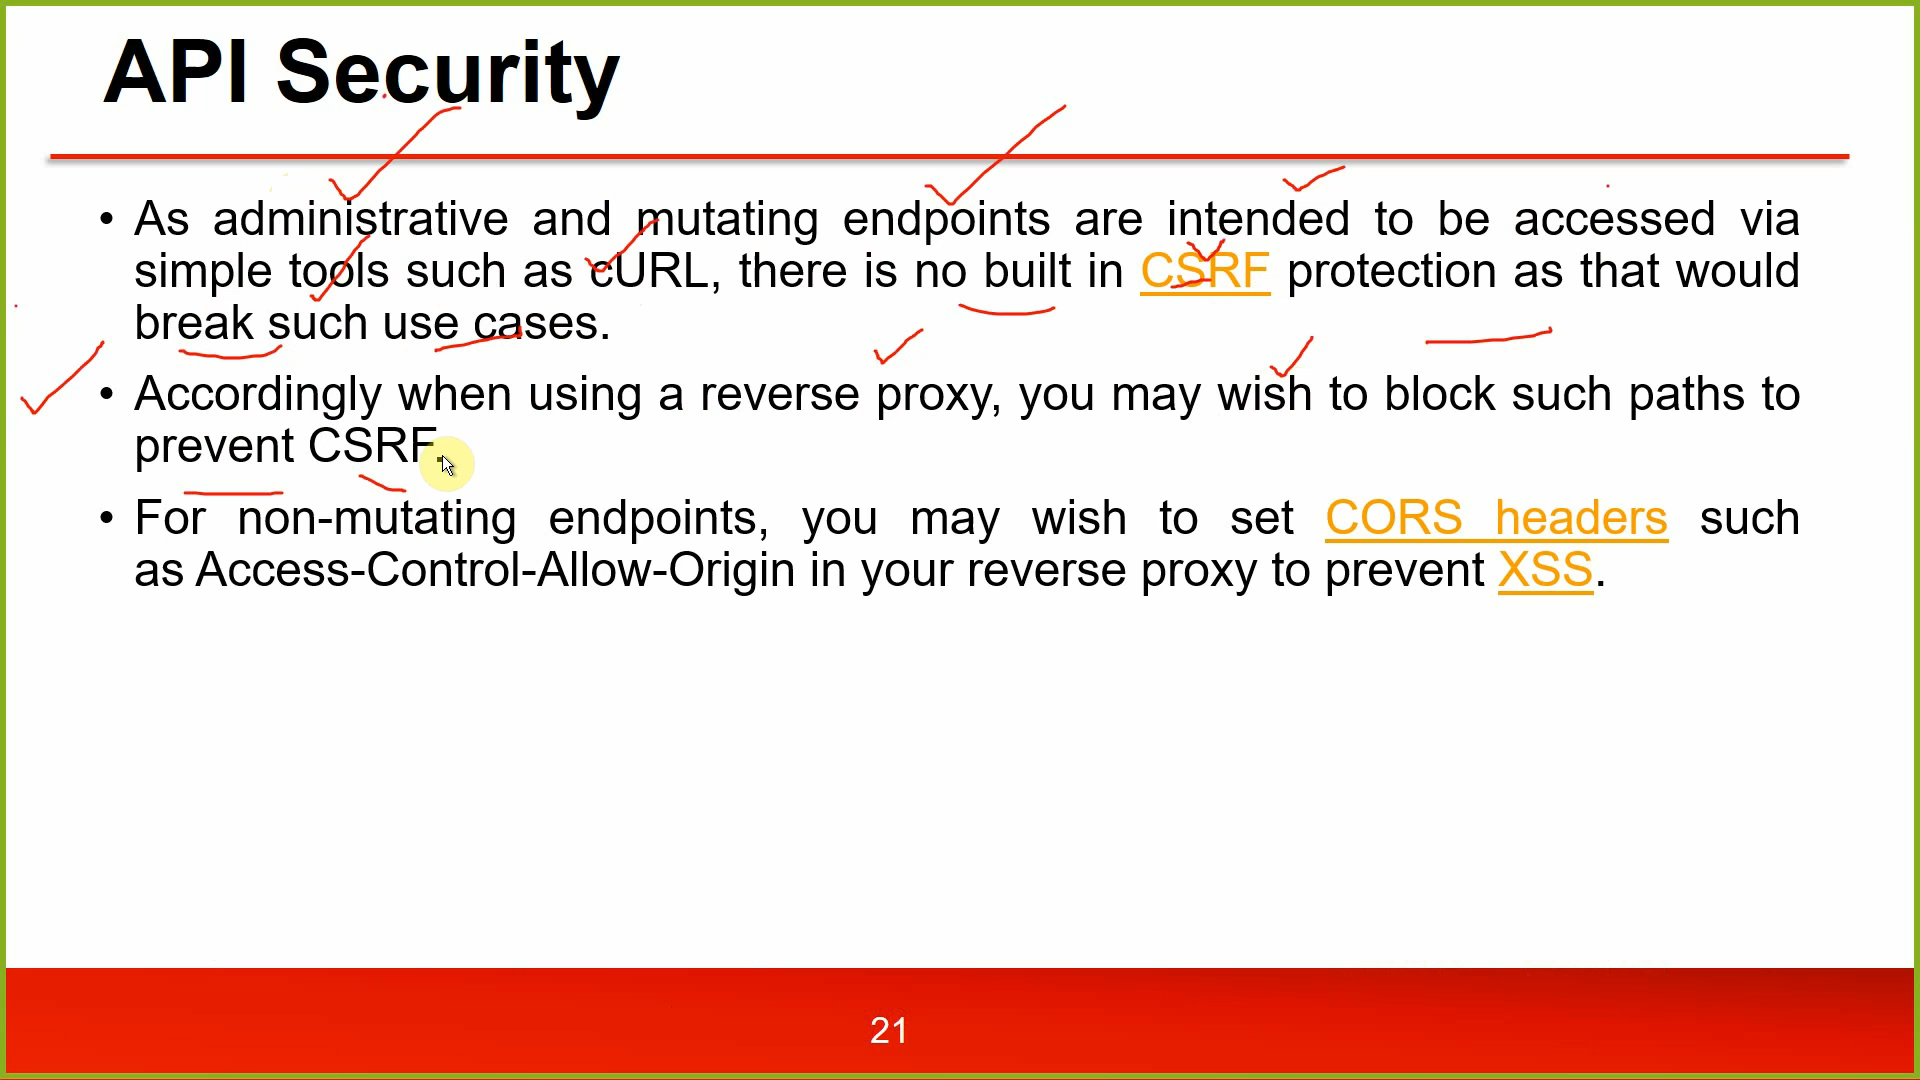 API Security
• As administrative and mutating endpoints are intended to be accessed via
simple tools such as cURL, there is no built in CSRF protection as that would
break such use cases.
• Accordingly when using a reverse proxy, you may wish to block such paths to
prevent CSRF.
• For non-mutating endpoints, you may wish to set CORS headers such
as Access-Control-Allow-Origin in your reverse proxy to prevent XSS.
21